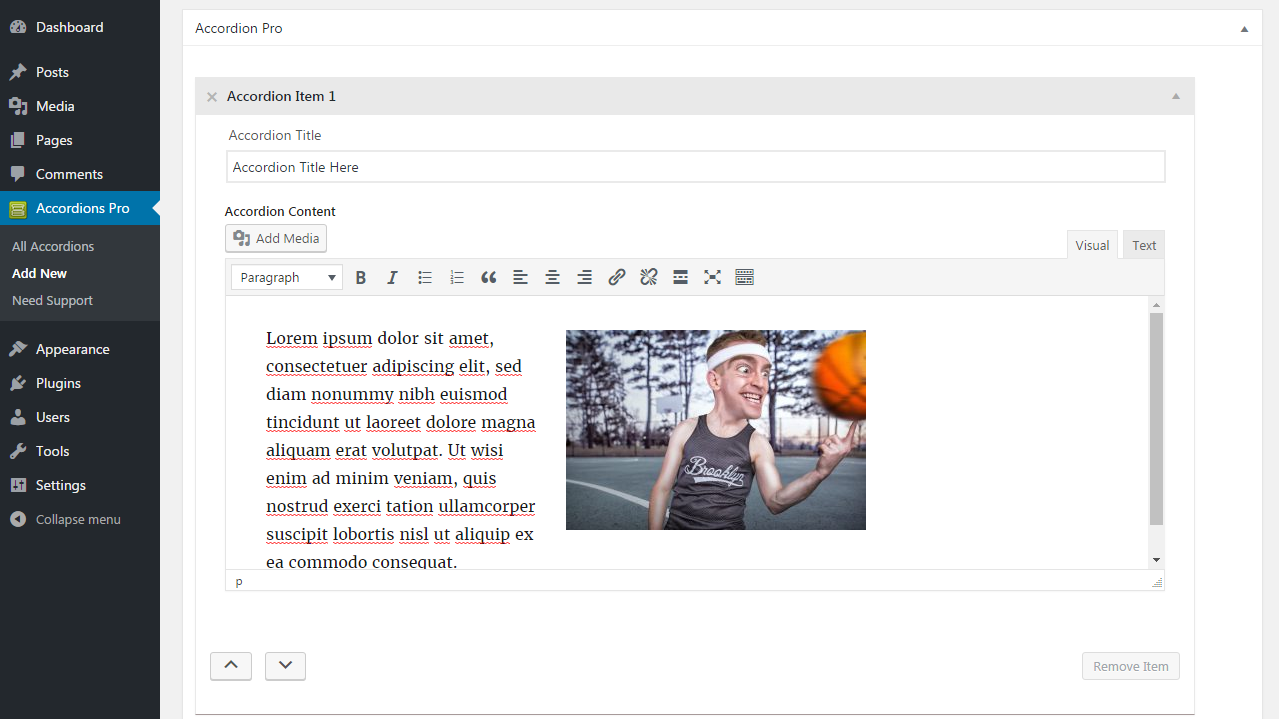 Dashboard
Posts
Media
Pages
Comments
Accordions Pro
All Accordions
Add New
Need Support
Appearance
Plugins
Users
Tools
Settings
Collapse menu
Accordion Pro
Accordion Item 1
Accordion Title
Accordion Title Here
Accordion Content
Add Media
Visual Text
Paragraph
Lorem ipsum dolor sit amet,
consectetuer adipiscing elit, sed
diam nonummy nibh euismod
tincidunt ut laoreet dolore magna
aliquam erat volutpat. Ut wisi
enim ad minim veniam, quis
nostrud exerci tation ullamcorper
suscipit lobortis nisl ut aliquip ex
ea commodo consequat.
Brooklyn
p
Remove Item